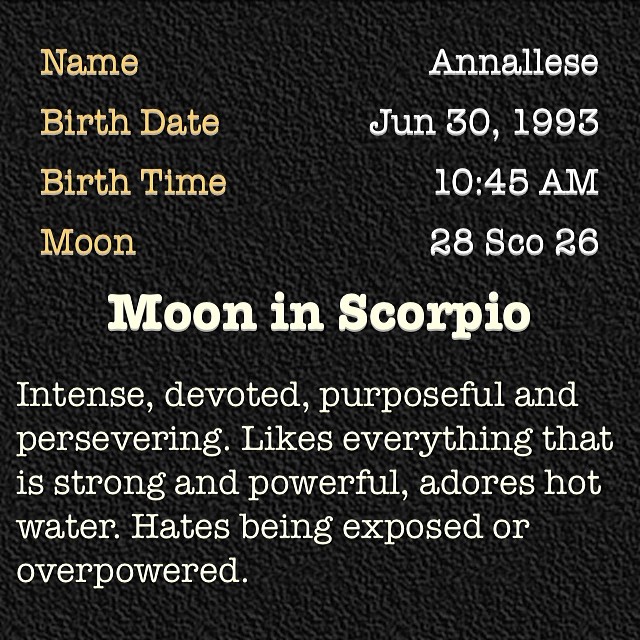 Name Annallese
Birth Date Jun 30, 1993
Birth Time 10:45 AM
Moon 28 Sco 26
Moon in Scorpio
Intense, devoted, purposeful and
persevering. Likes everything that
is strong and powerful, adores hot
water. Hates being exposed or
overpowered.